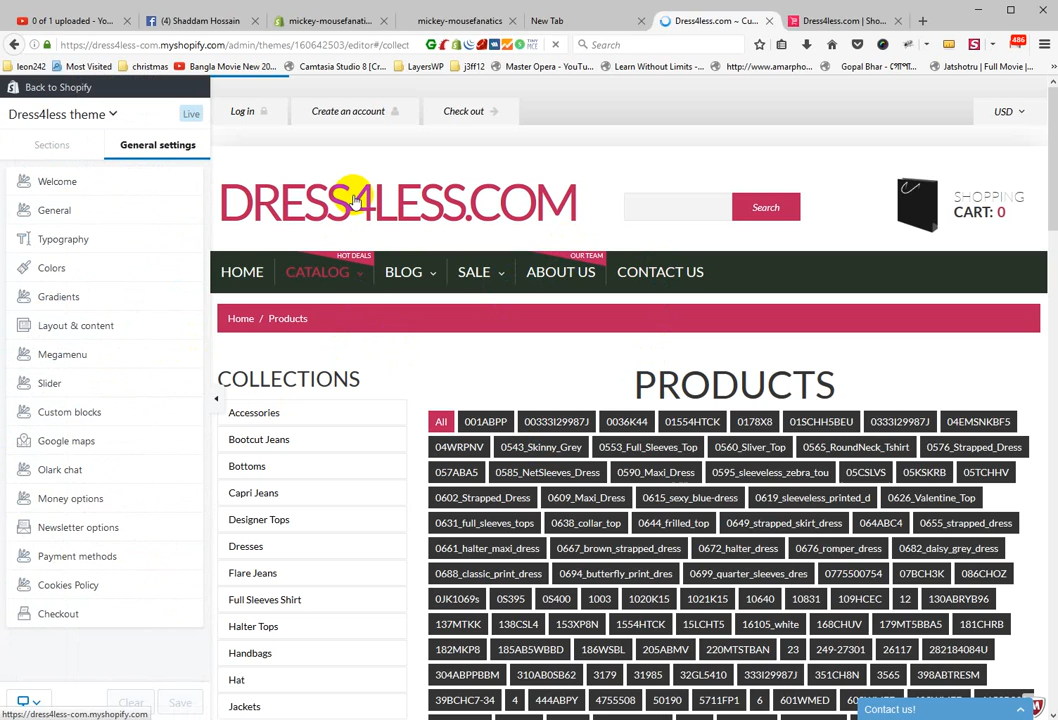 0 of 1 uploaded - YouTu...
(4) Shaddam Hossain
mickey-mousefanati...
mickey-mousefanatics
New Tab
Dress4less.com ~ Cu...
Dress4less.com | Sho...
https://dress4less-com.myshopify.com/admin/themes/160642503/editor#/collect
Search
486
leon242
Most Visited
christmas
Bangla Movie New 20...
Camtasia Studio 8 [Cr...
LayersWP
j3ff12
Master Opera - YouTu...
Learn Without Limits -...
http://www.amarpho...
Jatshotru | Full Movie |...
Back to Shopify
Dress4less theme
Live
Sections
General settings
Welcome
General
Typography
Colors
Gradients
Layout & content
Megamenu
Slider
Custom blocks
Google maps
Olark chat
Money options
Newsletter options
Payment methods
Cookies Policy
Checkout
Clear
Save
https://dress4less-com.myshopify.com
Log in
Create an account
Check out
USD
DRESS4LESS.COM
Search
SHOPPING
CART: 0
HOT DEALS
OUR TEAM
HOME
CATALOG
BLOG
SALE
ABOUT US
CONTACT US
Home / Products
COLLECTIONS
Accessories
Bootcut Jeans
Bottoms
Capri Jeans
Designer Tops
Dresses
Flare Jeans
Full Sleeves Shirt
Halter Tops
Handbags
Hat
Jackets
PRODUCTS
All 001ABPP 00333J29987J 0036K44 01554HTCK 0178X8 01SCHH5BEU 0333J29987J 04EMSNKBF5
04WRPNV 0543_Skinny_Grey 0553_Full_Sleeves_Top 0560_Sliver_Top 0565_RoundNeck_Tshirt 0576_Strapped_Dress
057ABA5 0585_NetSleeves_Dress 0590_Maxi_Dress 0595_sleeveless_zebra_tou 05CSLVS 05KSKRB 05TCHHV
0602_Strapped_Dress 0609_Maxi_Dress 0615_sexy_blue-dress 0619_sleveless_printed_d 0626_Valentine_Top
0631_full_sleeves_tops 0638_collar_top 0644_frilled_top 0649_strapped_skirt_dress 064ABC4 0655_strapped_dress
0661_halter_maxi_dress 0667_brown_strapped_dress 0672_halter_dress 0676_romper_dress 0682_daisy_grey_dress
0688_classic_print_dress 0694_butterfly_print_dres 0699_quarter_sleevels_dres 0775500754 07BCH3K 086CHOZ
0JK1069s 0S395 0S400 1003 1020K15 1021K15 10640 10831 109HCEC 12 130ABRYB96
137MTKK 138CSL4 153XP8N 1554HTCK 15LCHT5 16105_white 168CHUV 179MT5BBA5 181CHRB
182MKP8 185AB5WBBD 186WSBL 205ABMV 220MTSBAN 23 249-27301 26117 282184084U
304ABPPBBM 310AB0SB62 3179 31985 32GL5410 333J29987J 351CH8N 3565 398ABTRESM
39BCHC7-34 4 444ABPY 4755508 50190 5711FP1 6 601WMED
Contact us!